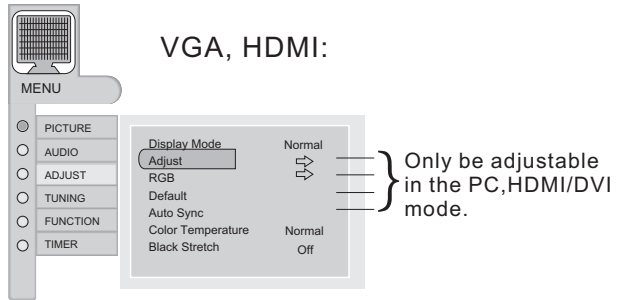 VGA, HDMI:
MENU
PICTURE
AUDIO
ADJUST
TUNING
FUNCTION
TIMER
Display Mode Normal
Adjust
RGB
Default
Auto Sync
Color Temperature Normal
Black Stretch Off
Only be adjustable
in the PC,HDMI/DVI
mode.